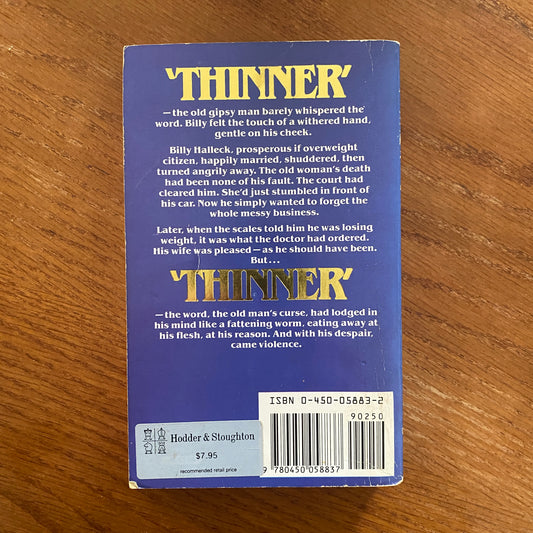 'THINNER'
—the old gipsy man barely whispered the
word. Billy felt the touch of a withered hand,
gentle on his cheek.
Billy Halleck, prosperous if overweight
citizen, happily married, shuddered, then
turned angrily away. The old woman's death
had been none of his fault. The court had
cleared him. She'd just stumbled in front of
his car. Now he simply wanted to forget the
whole messy business.
Later, when the scales told him he was losing
weight, it was what the doctor had ordered.
His wife was pleased—as he should have been.
But...
'THINNER'
—the word, the old man's curse, had lodged in
his mind like a fattening worm, eating away at
his flesh, at his reason. And with his despair,
came violence.
ISBN 0-450-05883-2
90250
Hodder & Stoughton
$7.95
recommended retail price
9 780450 058837